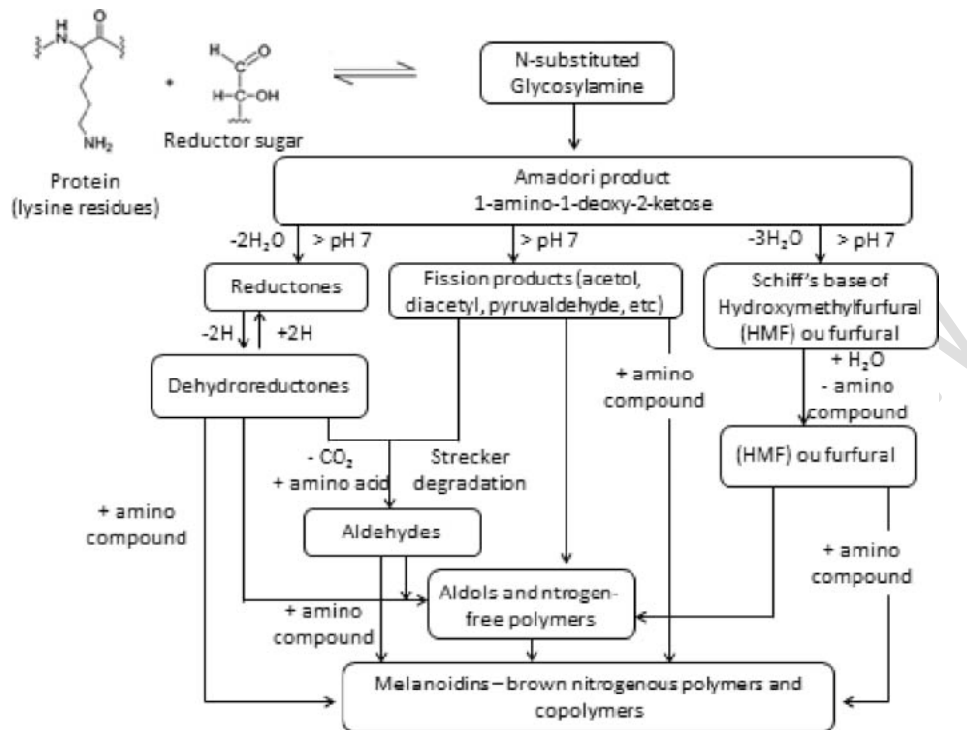 H
N
O
NH₂
+
H
O
H-C-OH
Reductor sugar
Protein
(lysine residues)
N-substituted
Glycosylamine
Amadori product
1-amino-1-deoxy-2-ketose
-2H₂O
> pH 7
> pH 7
-3H₂O
> pH 7
Reductones
Fission products (acetol,
diacetyl, pyruvaldehyde, etc)
Schiff's base of
Hydroxymethylfurfural
(HMF) ou furfural
-2H
+2H
Dehydroreductones
+ amino
compound
+ H₂O
- amino
compound
(HMF) ou furfural
- CO₂
+ amino acid
Strecker
degradation
+ amino
compound
Aldehydes
+ amino
compound
Aldols and ntrogen-
free polymers
+ amino
compound
Melanoidins – brown nitrogenous polymers and
copolymers